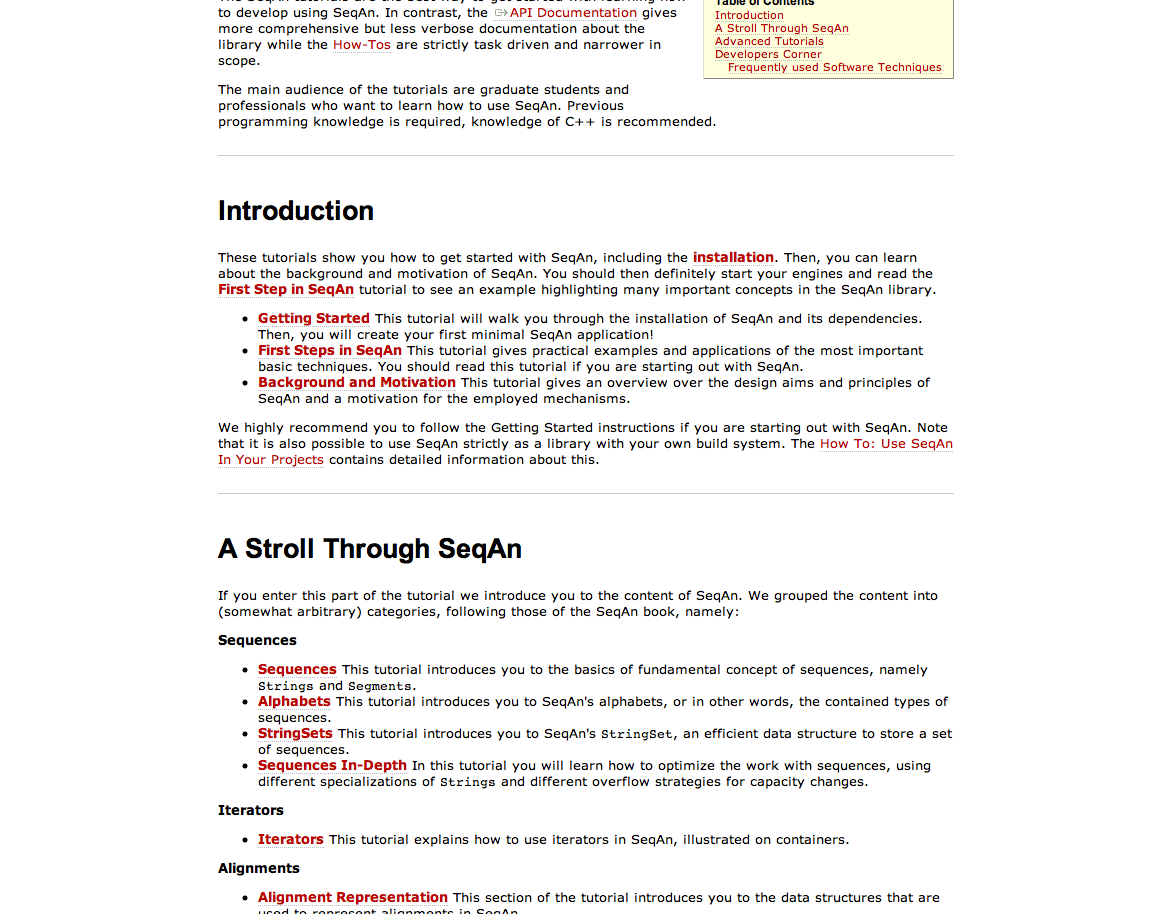 The SeqAn tutorials are the best way to get started with learning how
to develop using SeqAn. In contrast, the API Documentation gives
more comprehensive but less verbose documentation about the
library while the How-Tos are strictly task driven and narrower in
scope.
Table of Contents
Introduction
A Stroll Through SeqAn
Advanced Tutorials
Developers Corner
Frequently used Software Techniques
The main audience of the tutorials are graduate students and
professionals who want to learn how to use SeqAn. Previous
programming knowledge is required, knowledge of C++ is recommended.
Introduction
These tutorials show you how to get started with SeqAn, including the installation. Then, you can learn
about the background and motivation of SeqAn. You should then definitely start your engines and read the
First Step in SeqAn tutorial to see an example highlighting many important concepts in the SeqAn library.
• Getting Started This tutorial will walk you through the installation of SeqAn and its dependencies.
Then, you will create your first minimal SeqAn application!
• First Steps in SeqAn This tutorial gives practical examples and applications of the most important
basic techniques. You should read this tutorial if you are starting out with SeqAn.
• Background and Motivation This tutorial gives an overview over the design aims and principles of
SeqAn and a motivation for the employed mechanisms.
We highly recommend you to follow the Getting Started instructions if you are starting out with SeqAn. Note
that it is also possible to use SeqAn strictly as a library with your own build system. The How To: Use SeqAn
In Your Projects contains detailed information about this.
A Stroll Through SeqAn
If you enter this part of the tutorial we introduce you to the content of SeqAn. We grouped the content into
(somewhat arbitrary) categories, following those of the SeqAn book, namely:
Sequences
• Sequences This tutorial introduces you to the basics of fundamental concept of sequences, namely
Strings and Segments.
• Alphabets This tutorial introduces you to SeqAn's alphabets, or in other words, the contained types of
sequences.
• StringSets This tutorial introduces you to SeqAn's StringSet, an efficient data structure to store a set
of sequences.
• Sequences In-Depth In this tutorial you will learn how to optimize the work with sequences, using
different specializations of Strings and different overflow strategies for capacity changes.
Iterators
• Iterators This tutorial explains how to use iterators in SeqAn, illustrated on containers.
Alignments
• Alignment Representation This section of the tutorial introduces you to the data structures that are
used to represent alignments in SeqAn.